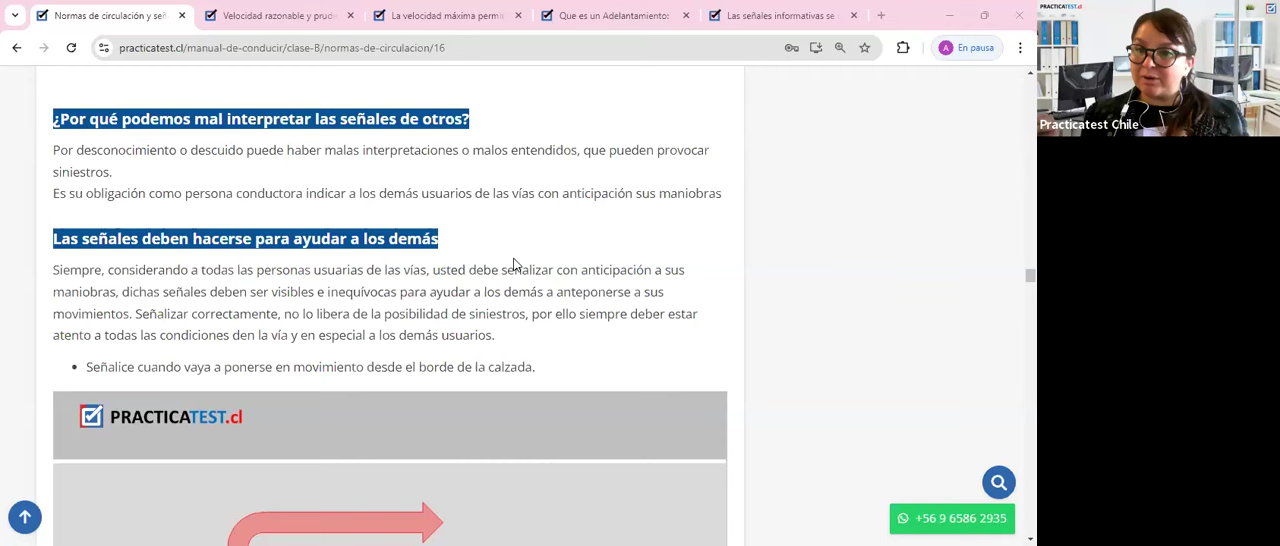 Normas de circulación y señ
Velocidad razonable y prud
La velocidad máxima permi
Que es un Adelantamiento:
Las señales informativas se
practicatest.cl/manual-de-conducir/clase-B/normas-de-circulacion/16
A En pausa
PRACTICATEST.cl
Practicatest Chile
¿Por qué podemos mal interpretar las señales de otros?
Por desconocimiento o descuido puede haber malas interpretaciones o malos entendidos, que pueden provocar
siniestros.
Es su obligación como persona conductora indicar a los demás usuarios de las vías con anticipación sus maniobras
Las señales deben hacerse para ayudar a los demás
Siempre, considerando a todas las personas usuarias de las vías, usted debe señalizar con anticipación a sus
maniobras, dichas señales deben ser visibles e inequívocas para ayudar a los demás a anteponerse a sus
movimientos. Señalizar correctamente, no lo libera de la posibilidad de siniestros, por ello siempre deber estar
atento a todas las condiciones den la vía y en especial a los demás usuarios.
Señalice cuando vaya a ponerse en movimiento desde el borde de la calzada.
PRACTICATEST.cl
+56 9 6586 2935